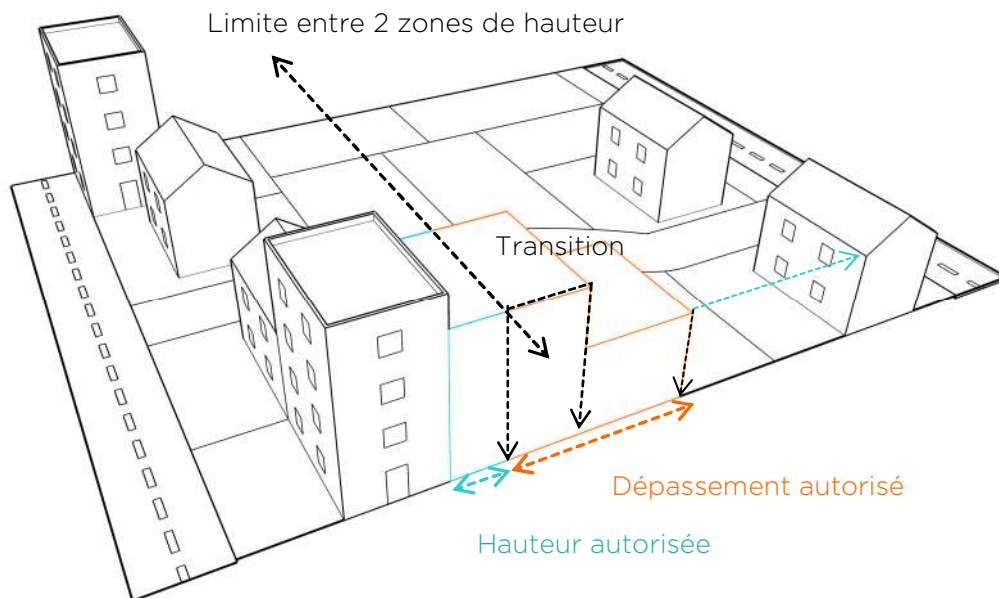 Limite entre 2 zones de hauteur
Transition
Dépassement autorisé
Hauteur autorisée